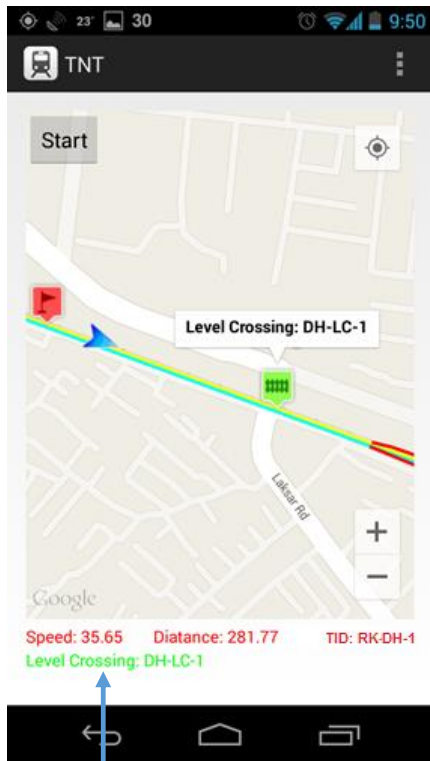 23° 30 9:50
TNT
Start
Level Crossing: DH-LC-1
Laksar Rd
+
−
Google
Speed: 35.65 Diatance: 281.77 TID: RK-DH-1
Level Crossing: DH-LC-1